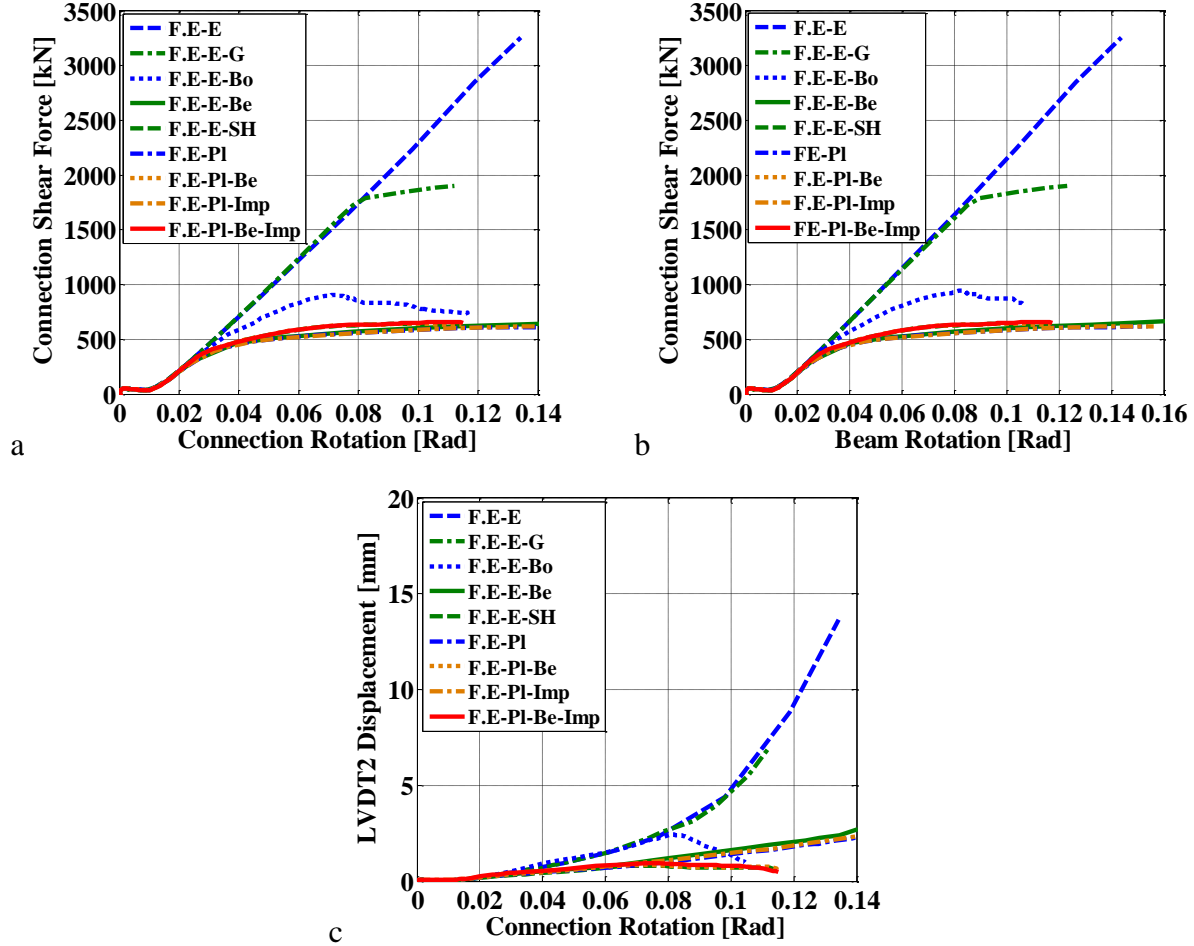 3500
3000
2500
2000
1500
1000
500
0
Connection Shear Force [kN]
F.E-E
F.E-E-G
F.E-E-Bo
F.E-E-Be
F.E-E-SH
F.E-Pl
F.E-Pl-Be
F.E-Pl-Imp
F.E-Pl-Be-Imp
0 0.02 0.04 0.06 0.08 0.1 0.12 0.14
Connection Rotation [Rad]
a
3500
3000
2500
2000
1500
1000
500
0
Connection Shear Force [kN]
F.E-E
F.E-E-G
F.E-E-Bo
F.E-E-Be
F.E-E-SH
FE-Pl
F.E-Pl-Be
F.E-Pl-Imp
FE-Pl-Be-Imp
0 0.02 0.04 0.06 0.08 0.1 0.12 0.14 0.16
Beam Rotation [Rad]
b
20
15
10
5
0
LVDT2 Displacement [mm]
F.E-E
F.E-E-G
F.E-E-Bo
F.E-E-Be
F.E-E-SH
F.E-Pl
F.E-Pl-Be
F.E-Pl-Imp
F.E-Pl-Be-Imp
0 0.02 0.04 0.06 0.08 0.1 0.12 0.14
Connection Rotation [Rad]
c